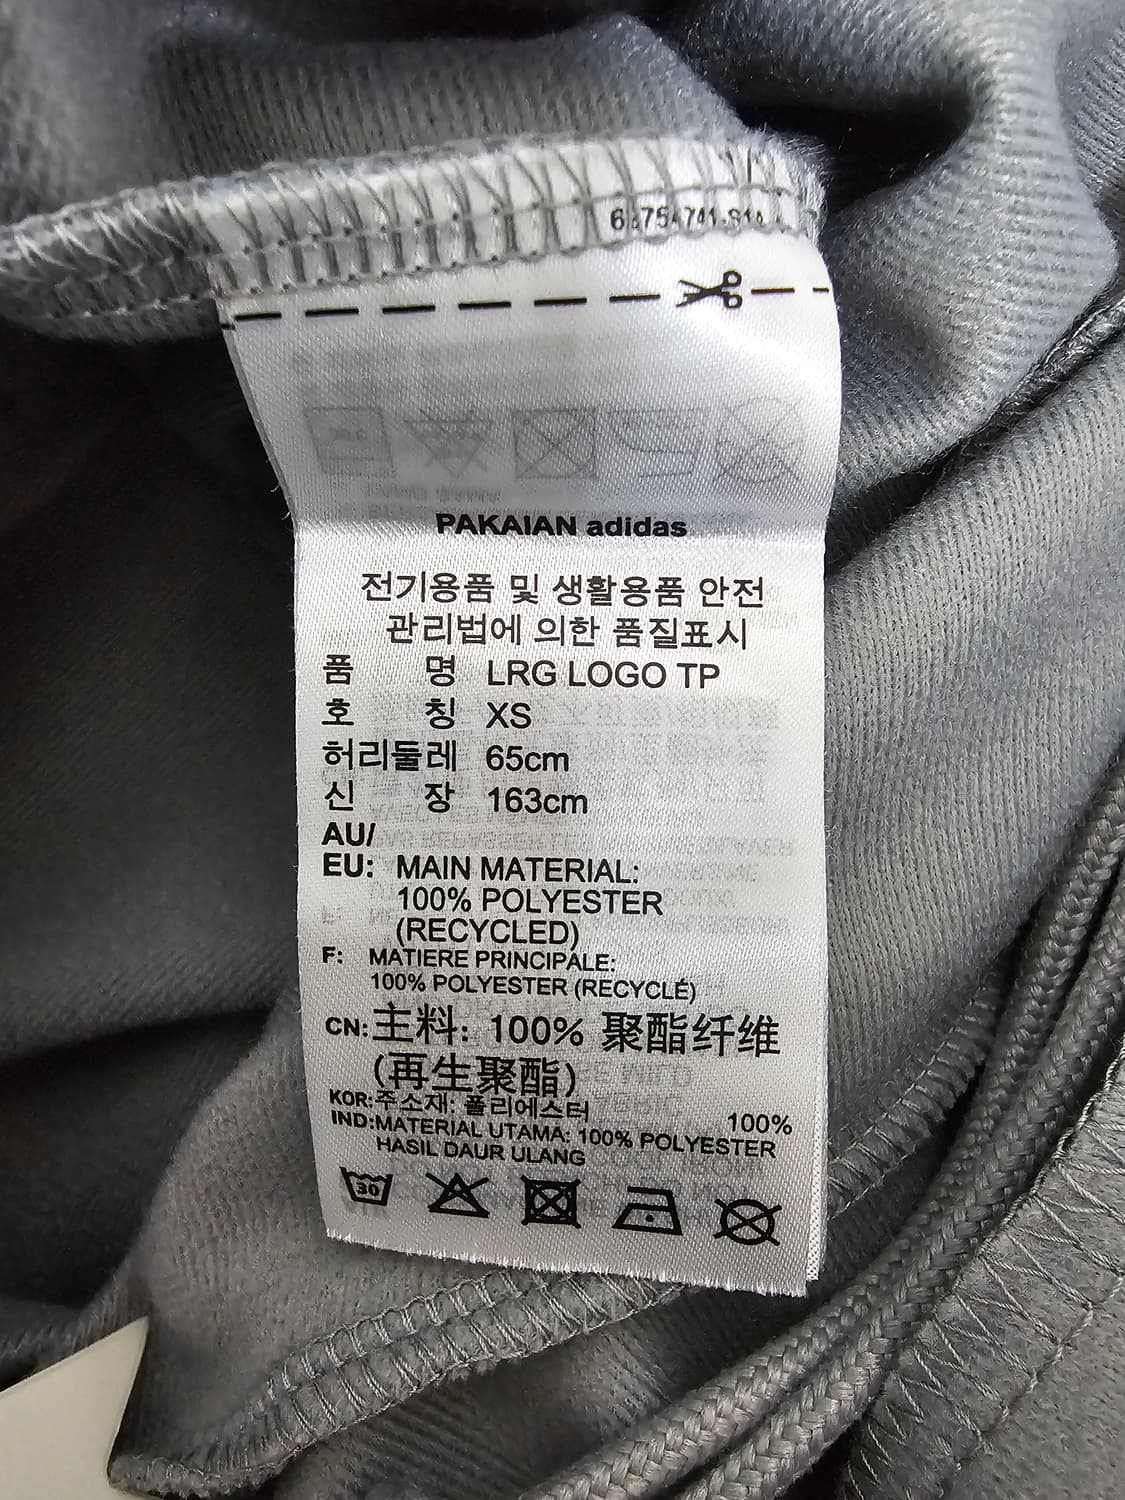 PAKAIAN adidas
전기용품 및 생활용품 안전
관리법에 의한 품질표시
품 명 LRG LOGO TP
호 칭 XS
허리둘레 65cm
신 장 163cm
AU/
EU: MAIN MATERIAL:
100% POLYESTER
(RECYCLED)
F: MATIERE PRINCIPALE:
100% POLYESTER (RECYCLÉ)
CN: 主料: 100% 聚酯纤维
(再生聚酯)
KOR:주소재: 폴리에스터 100%
IND:MATERIAL UTAMA: 100% POLYESTER
HASIL DAUR ULANG
30